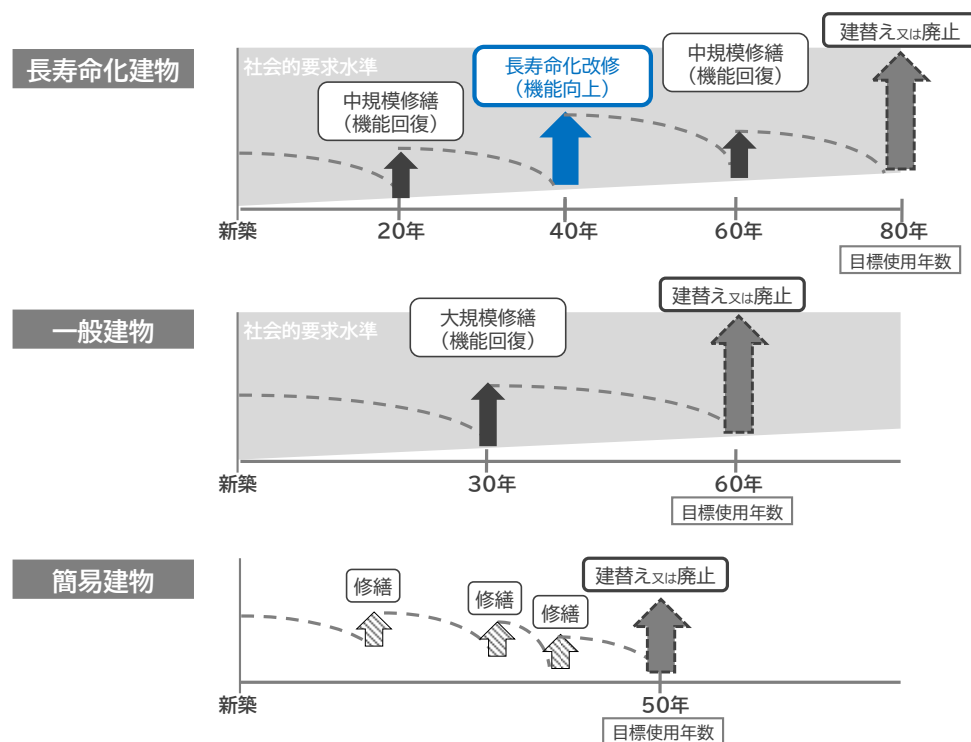 長寿命化建物
社会的要求水準
中規模修繕
（機能回復）
長寿命化改修
（機能向上）
中規模修繕
（機能回復）
建替え又は廃止
新築
20年
40年
60年
80年
目標使用年数
一般建物
社会的要求水準
大規模修繕
（機能回復）
建替え又は廃止
新築
30年
60年
目標使用年数
簡易建物
修繕
修繕
修繕
建替え又は廃止
新築
50年
目標使用年数